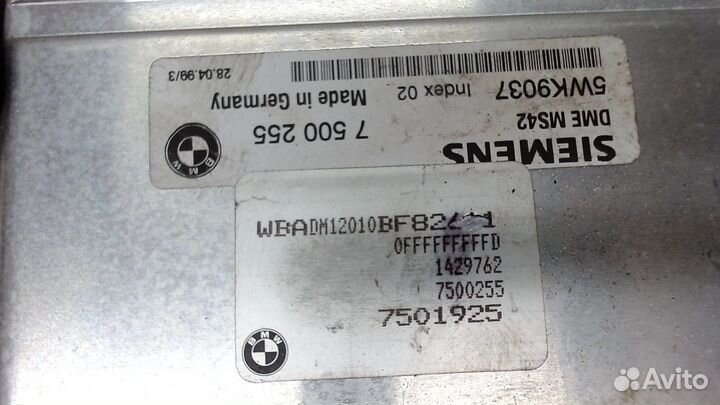 SIEMENS
DME MS42
5WK9037
Index 02
7 500 255
Made in Germany
28.04.99/3
BMW
0FFFFFFFFFD
1429762
7500255
7501925
BMW
Avito